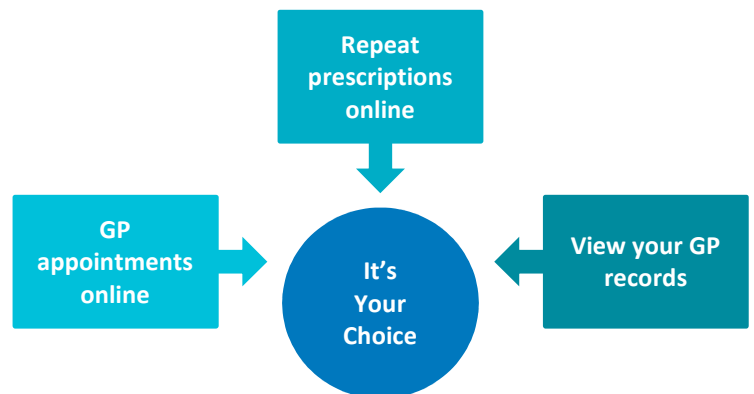 Repeat
prescriptions
online
GP
appointments
online
It’s
Your
Choice
View your GP
records